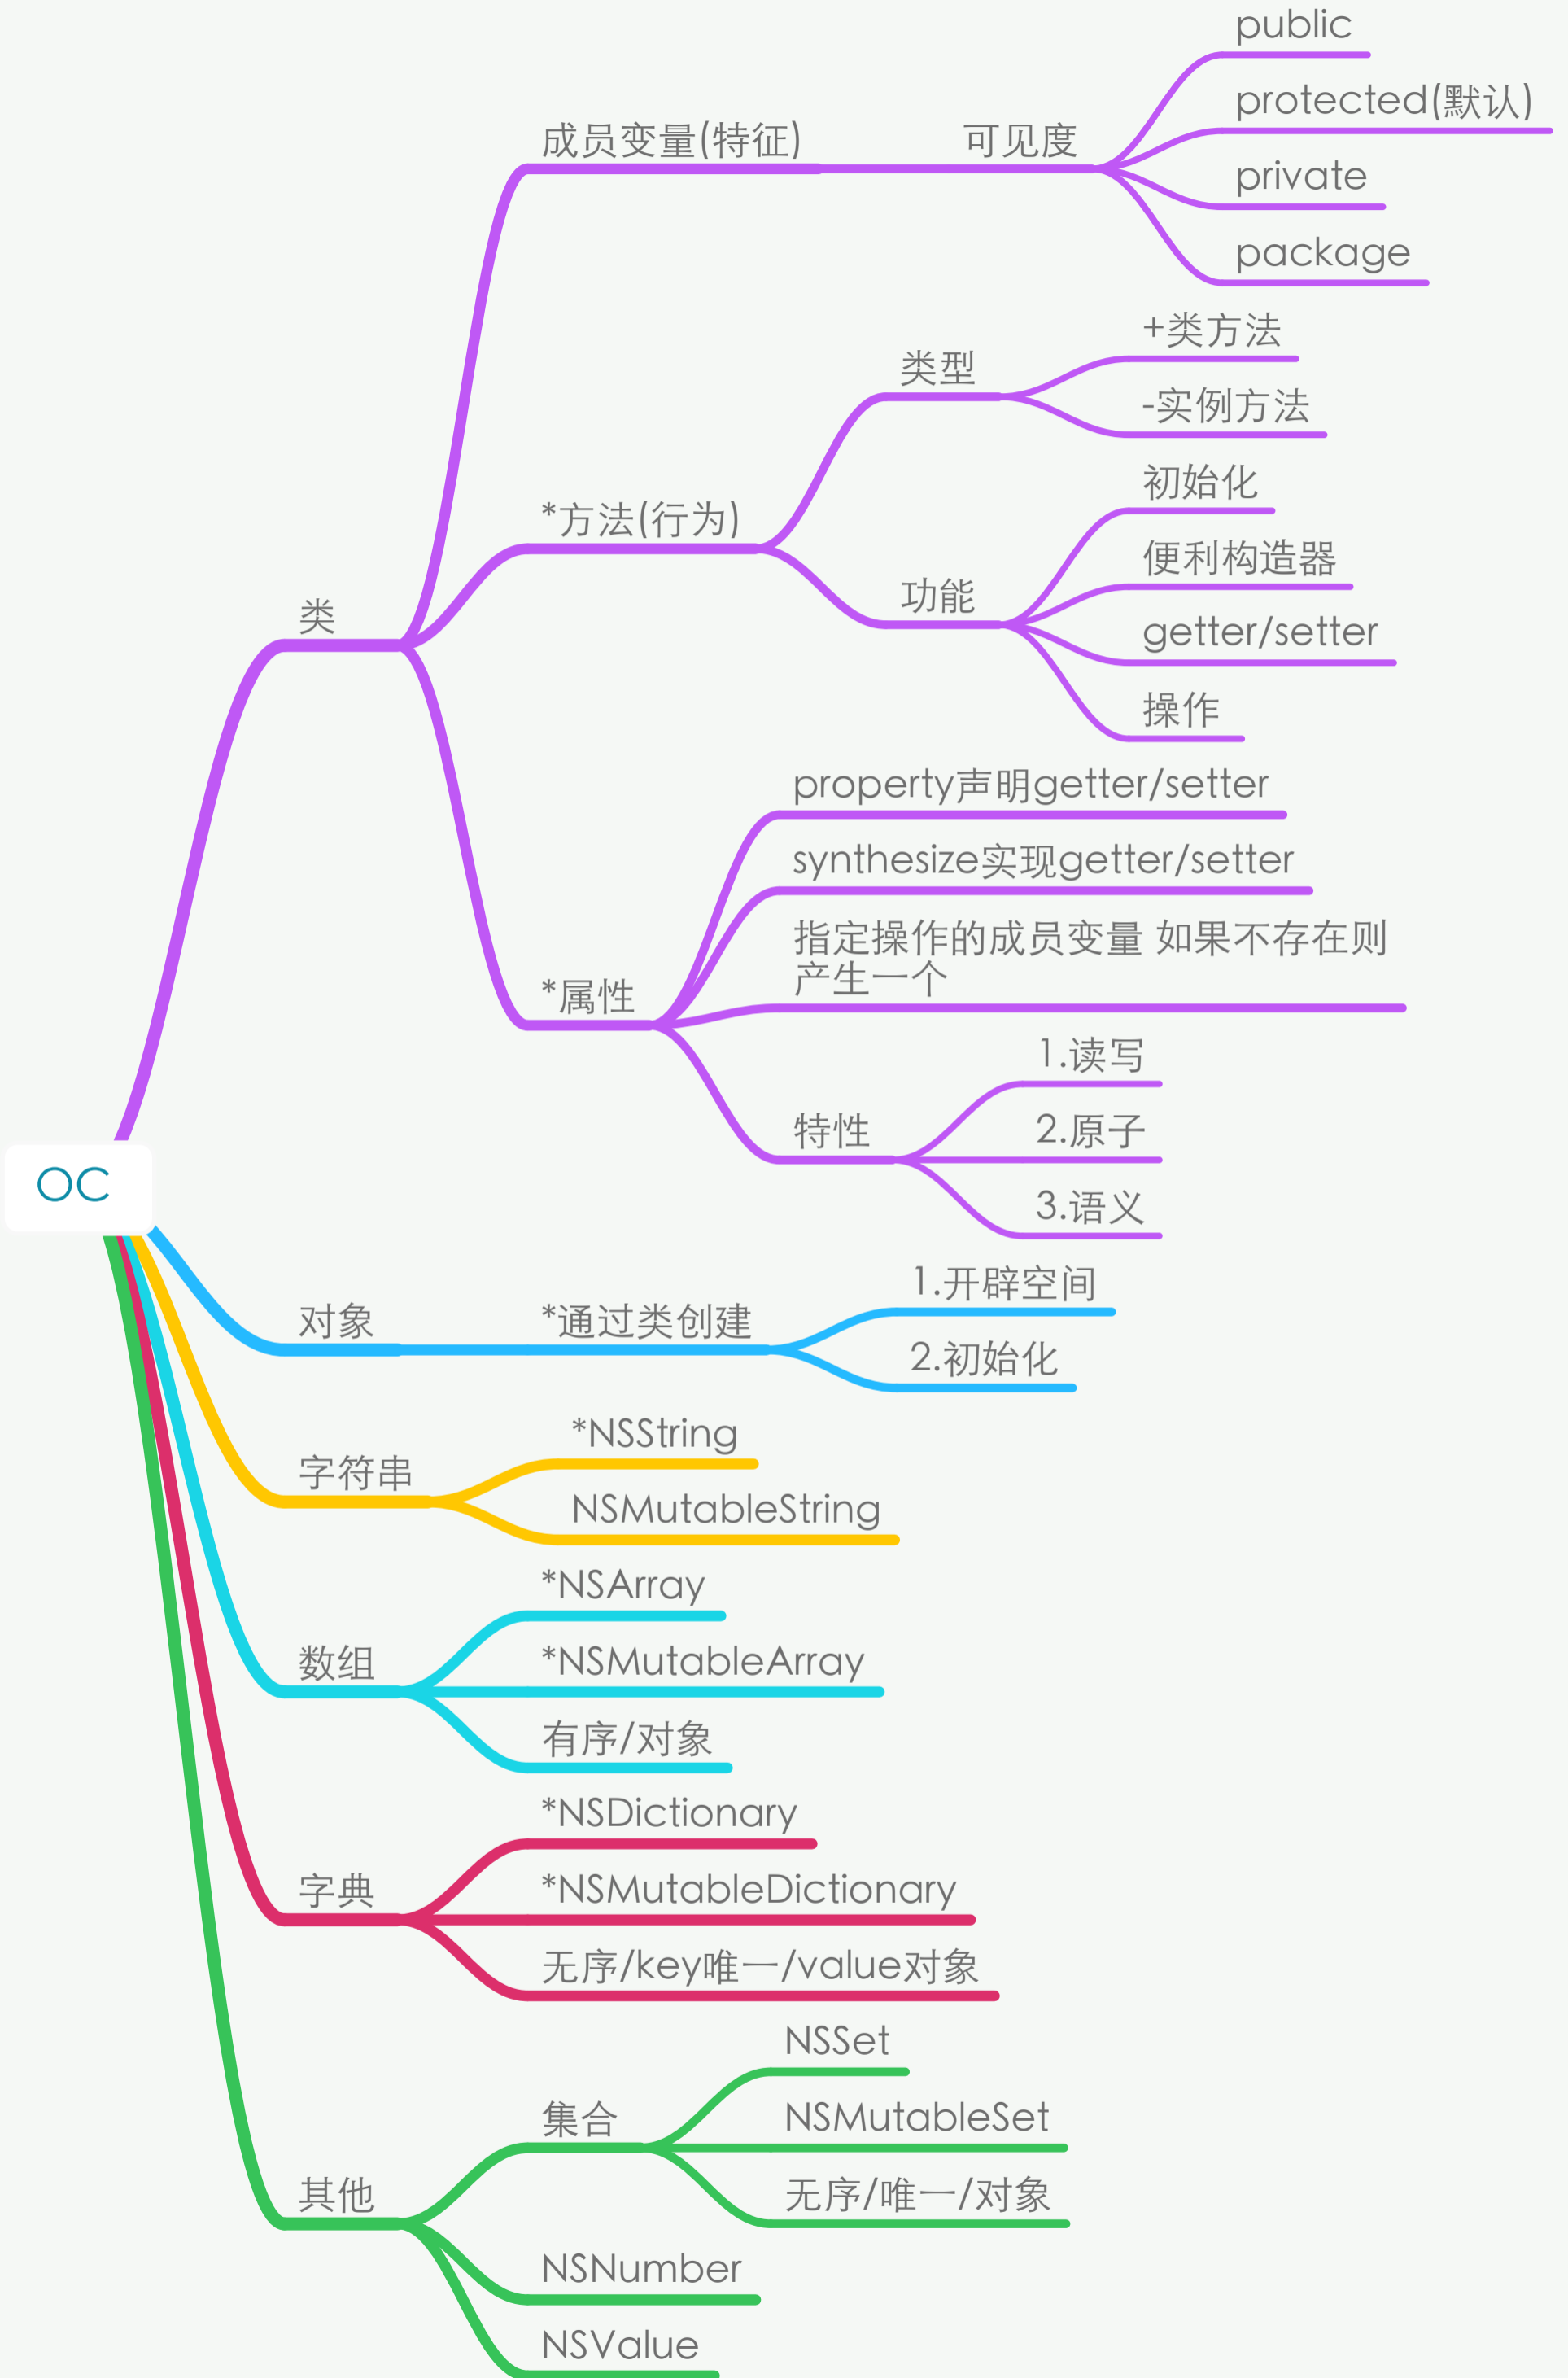 OC
类
成员变量(特征)
可见度
public
protected(默认)
private
package
*方法(行为)
类型
+类方法
-实例方法
功能
初始化
便利构造器
getter/setter
操作
*属性
property声明getter/setter
synthesize实现getter/setter
指定操作的成员变量 如果不存在则
产生一个
特性
1.读写
2.原子
3.语义
对象
*通过类创建
1.开辟空间
2.初始化
字符串
*NSString
NSMutableString
数组
*NSArray
*NSMutableArray
有序/对象
字典
*NSDictionary
*NSMutableDictionary
无序/key唯一/value对象
其他
集合
NSSet
NSMutableSet
无序/唯一/对象
NSNumber
NSValue